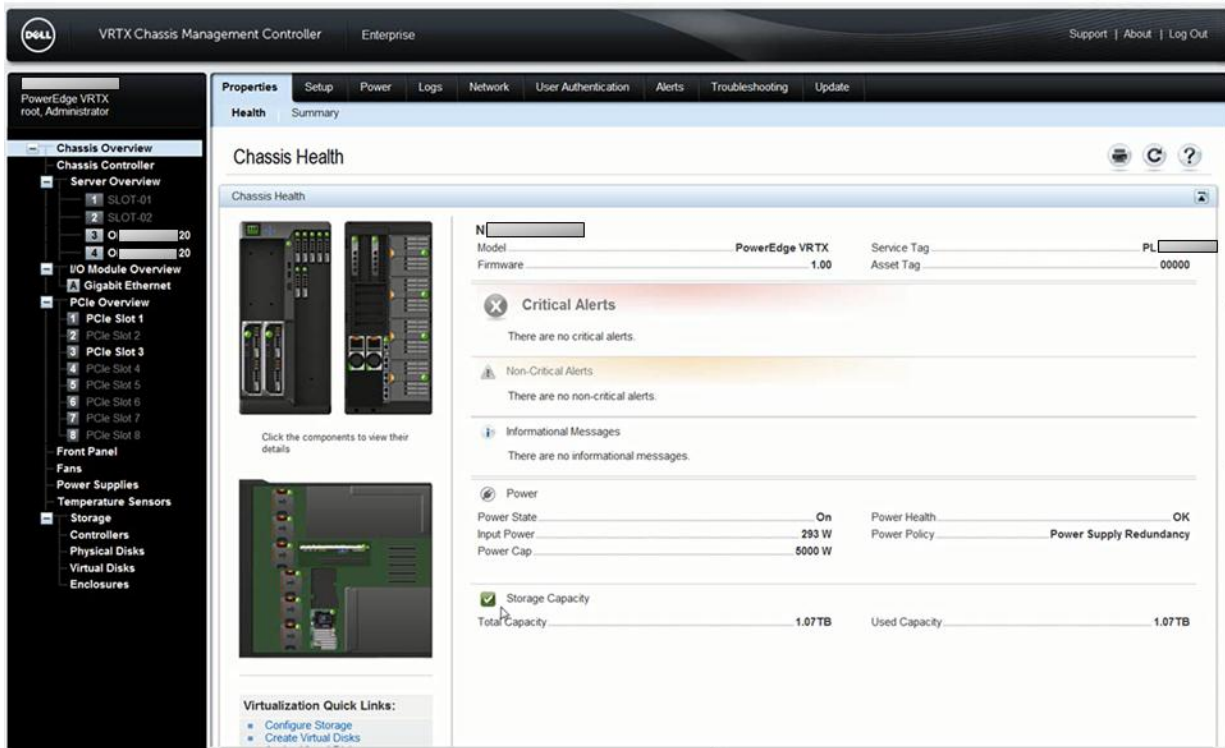 DELL VRTX Chassis Management Controller Enterprise Support | About | Log Out
PowerEdge VRTX
root, Administrator
Properties Setup Power Logs Network User Authentication Alerts Troubleshooting Update
Health Summary
Chassis Overview
Chassis Controller
Server Overview
1 SLOT-01
2 SLOT-02
3 O 20
4 O 20
I/O Module Overview
A Gigabit Ethernet
PCIe Overview
1 PCIe Slot 1
2 PCIe Slot 2
3 PCIe Slot 3
4 PCIe Slot 4
5 PCIe Slot 5
6 PCIe Slot 6
7 PCIe Slot 7
8 PCIe Slot 8
Front Panel
Fans
Power Supplies
Temperature Sensors
Storage
Controllers
Physical Disks
Virtual Disks
Enclosures
Chassis Health
Chassis Health
Click the components to view their
details
Virtualization Quick Links:
Configure Storage
Create Virtual Disks
N
Model PowerEdge VRTX Service Tag PL
Firmware 1.00 Asset Tag 00000
Critical Alerts
There are no critical alerts.
Non-Critical Alerts
There are no non-critical alerts.
Informational Messages
There are no informational messages.
Power
Power State On Power Health OK
Input Power 293 W Power Policy Power Supply Redundancy
Power Cap 5000 W
Storage Capacity
Total Capacity 1.07TB Used Capacity 1.07TB